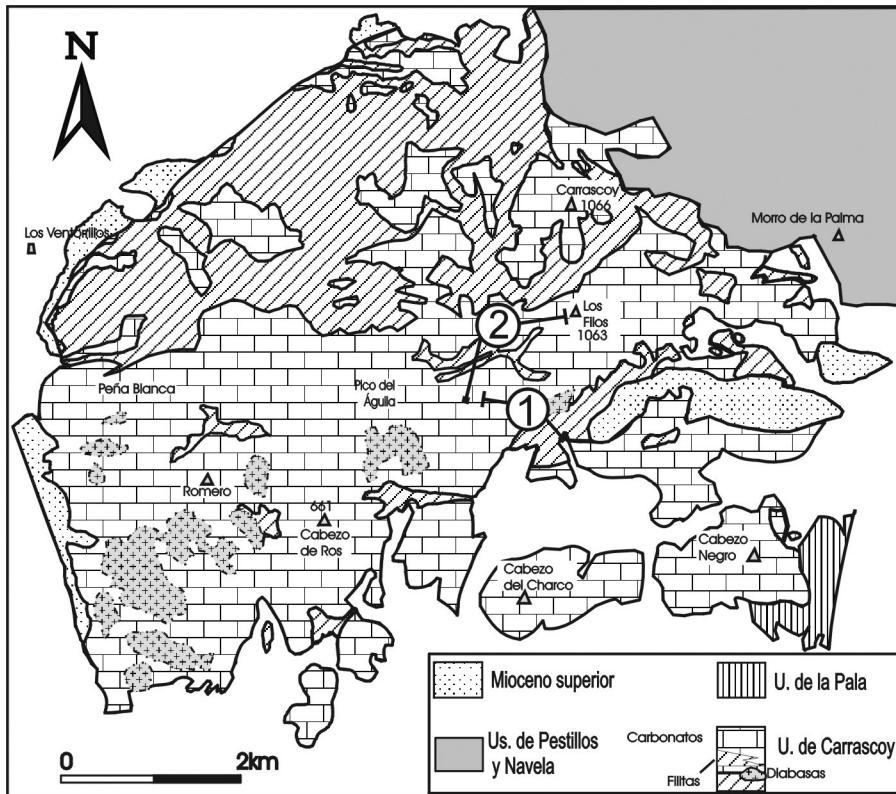 N
Carrascoy
1066
Morro de la Palma
Los Ventorrillos
2
Los
Filos
1063
Peña Blanca
Pico del
Águila
1
Romero
661
Cabezo
de Ros
Cabezo
del Charco
Cabezo
Negro
Mioceno superior
U. de la Pala
Us. de Pestillos
y Navela
Carbonatos
U. de Carrascoy
Filitas
Diabasas
0
2km